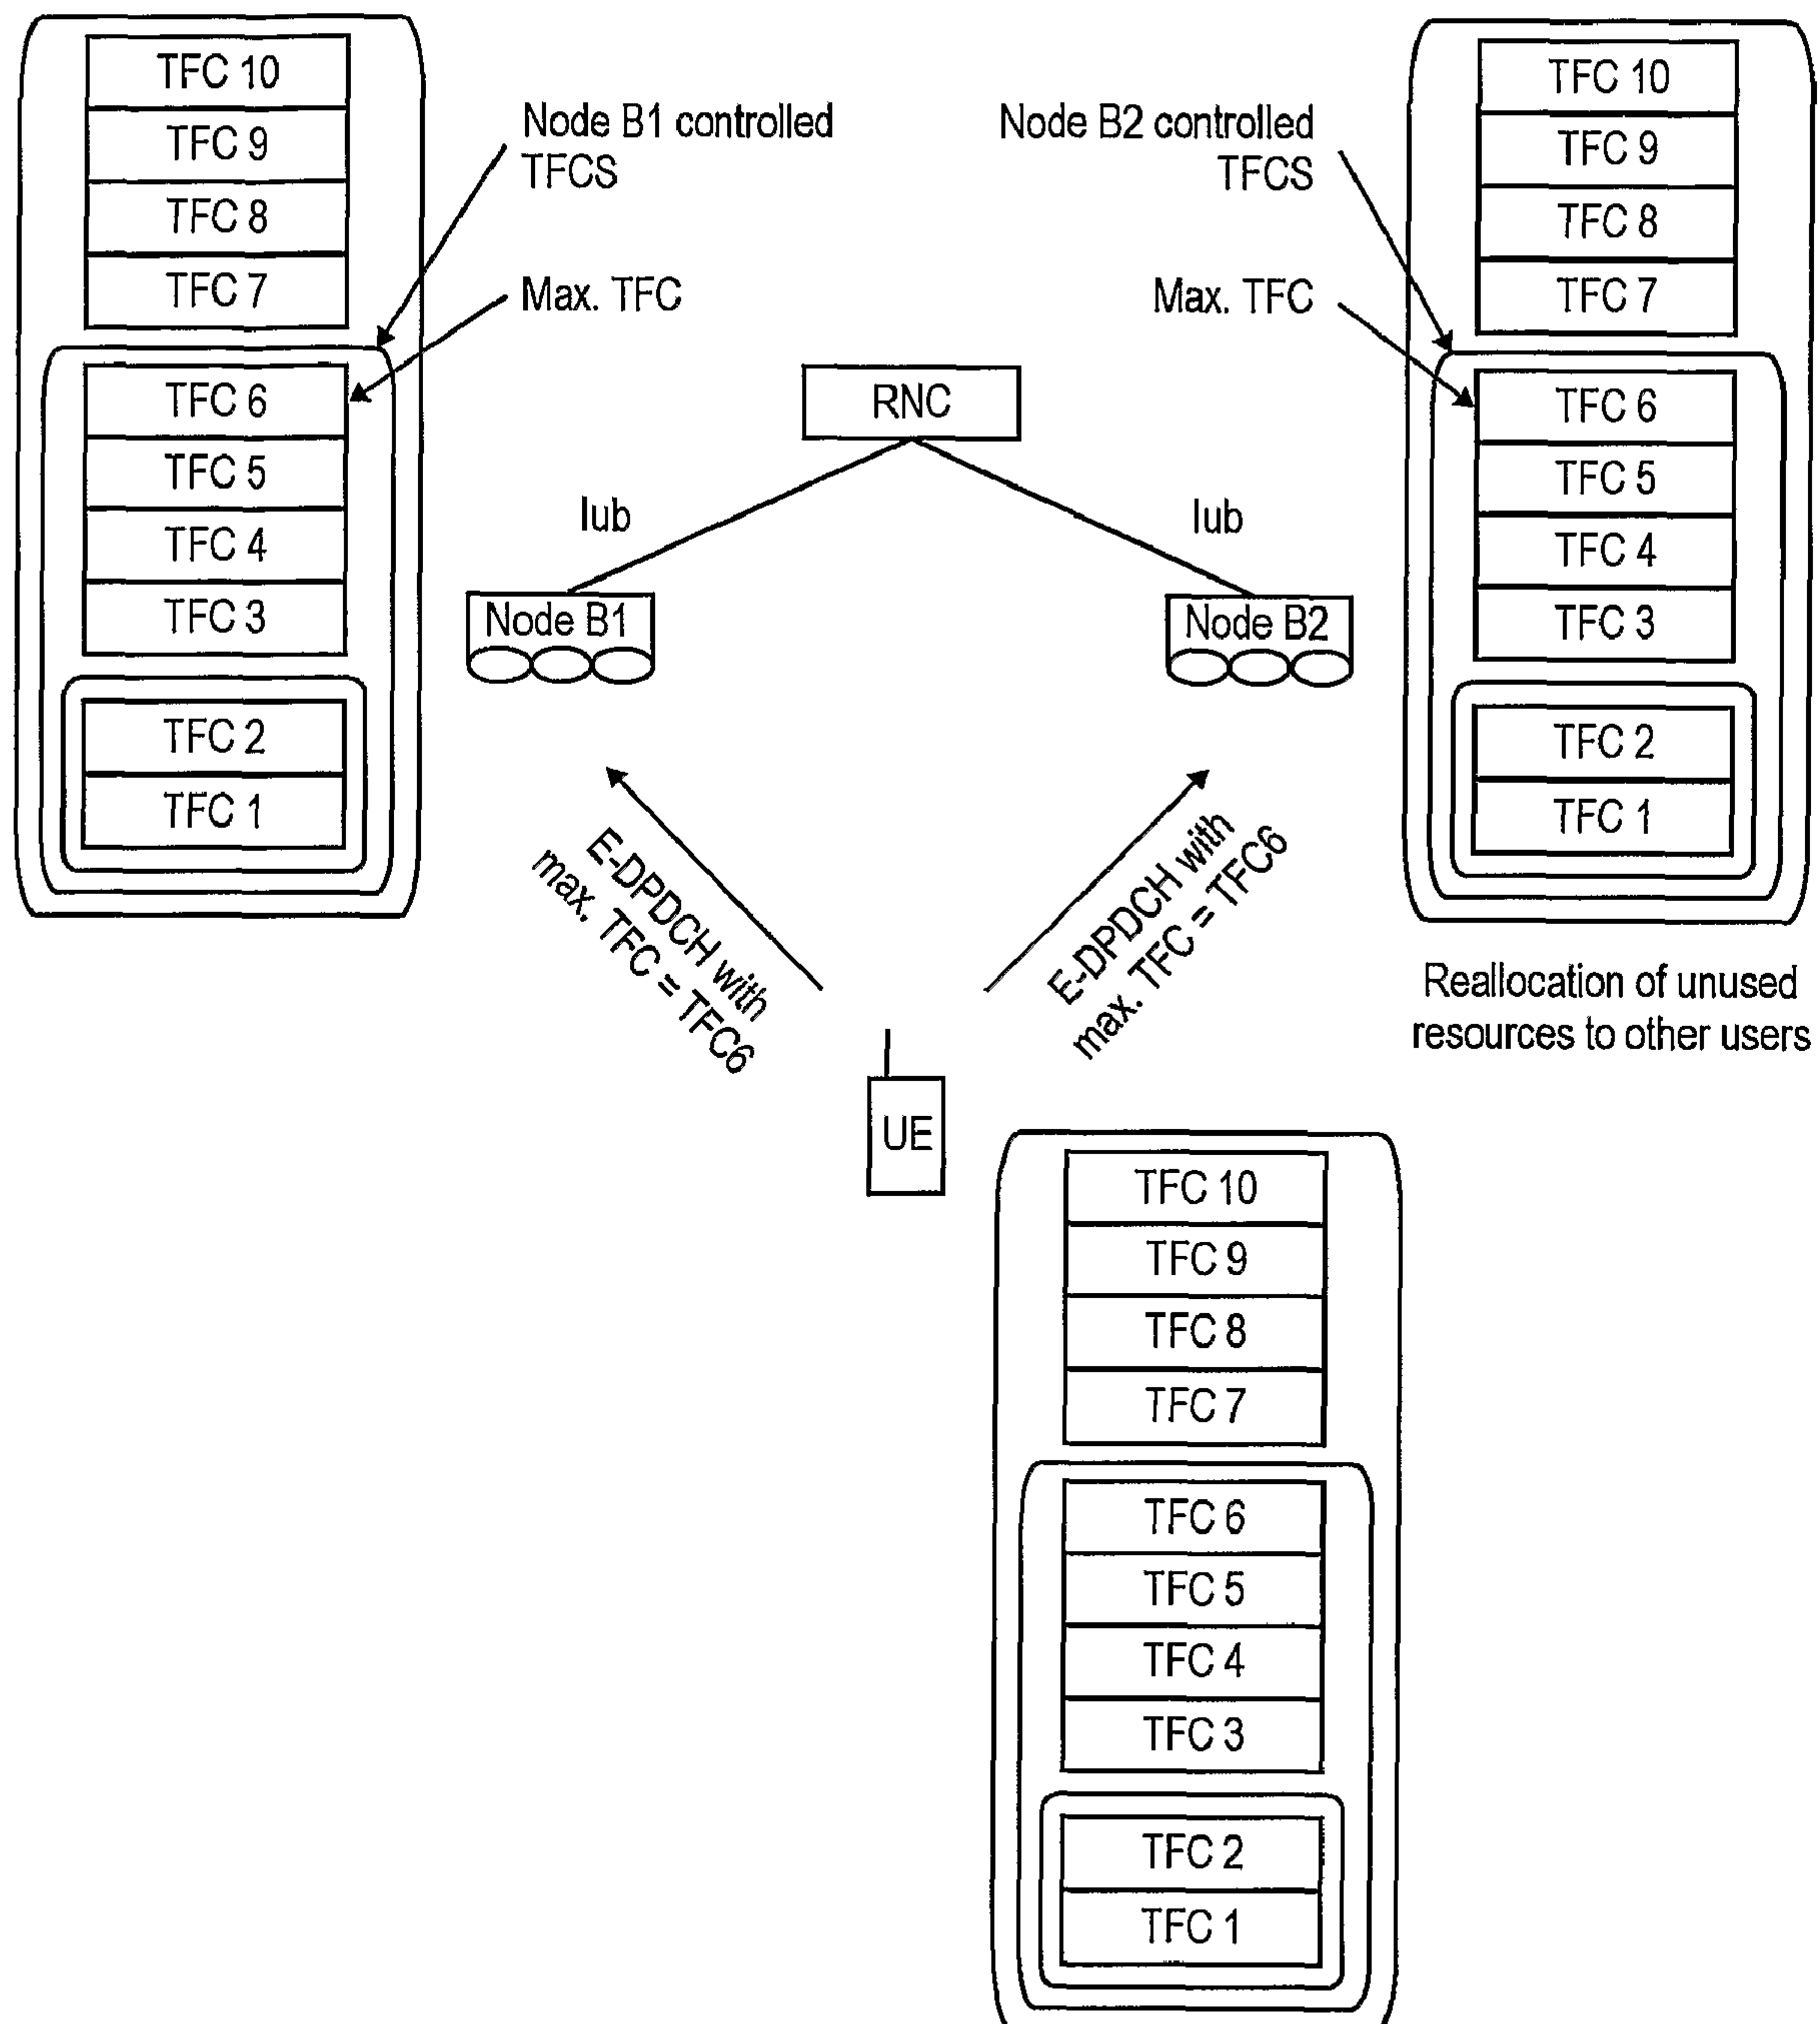 TFC 10
TFC 9
TFC 8
TFC 7
TFC 6
TFC 5
TFC 4
TFC 3
TFC 2
TFC 1
Node B1 controlled
TFCS
Max. TFC
Node B2 controlled
TFCS
Max. TFC
RNC
Iub
Iub
Node B1
Node B2
TFC 10
TFC 9
TFC 8
TFC 7
TFC 6
TFC 5
TFC 4
TFC 3
TFC 2
TFC 1
E-DPDCH with
max. TFC = TFC6
E-DPDCH with
max. TFC = TFC6
Reallocation of unused
resources to other users
UE
TFC 10
TFC 9
TFC 8
TFC 7
TFC 6
TFC 5
TFC 4
TFC 3
TFC 2
TFC 1